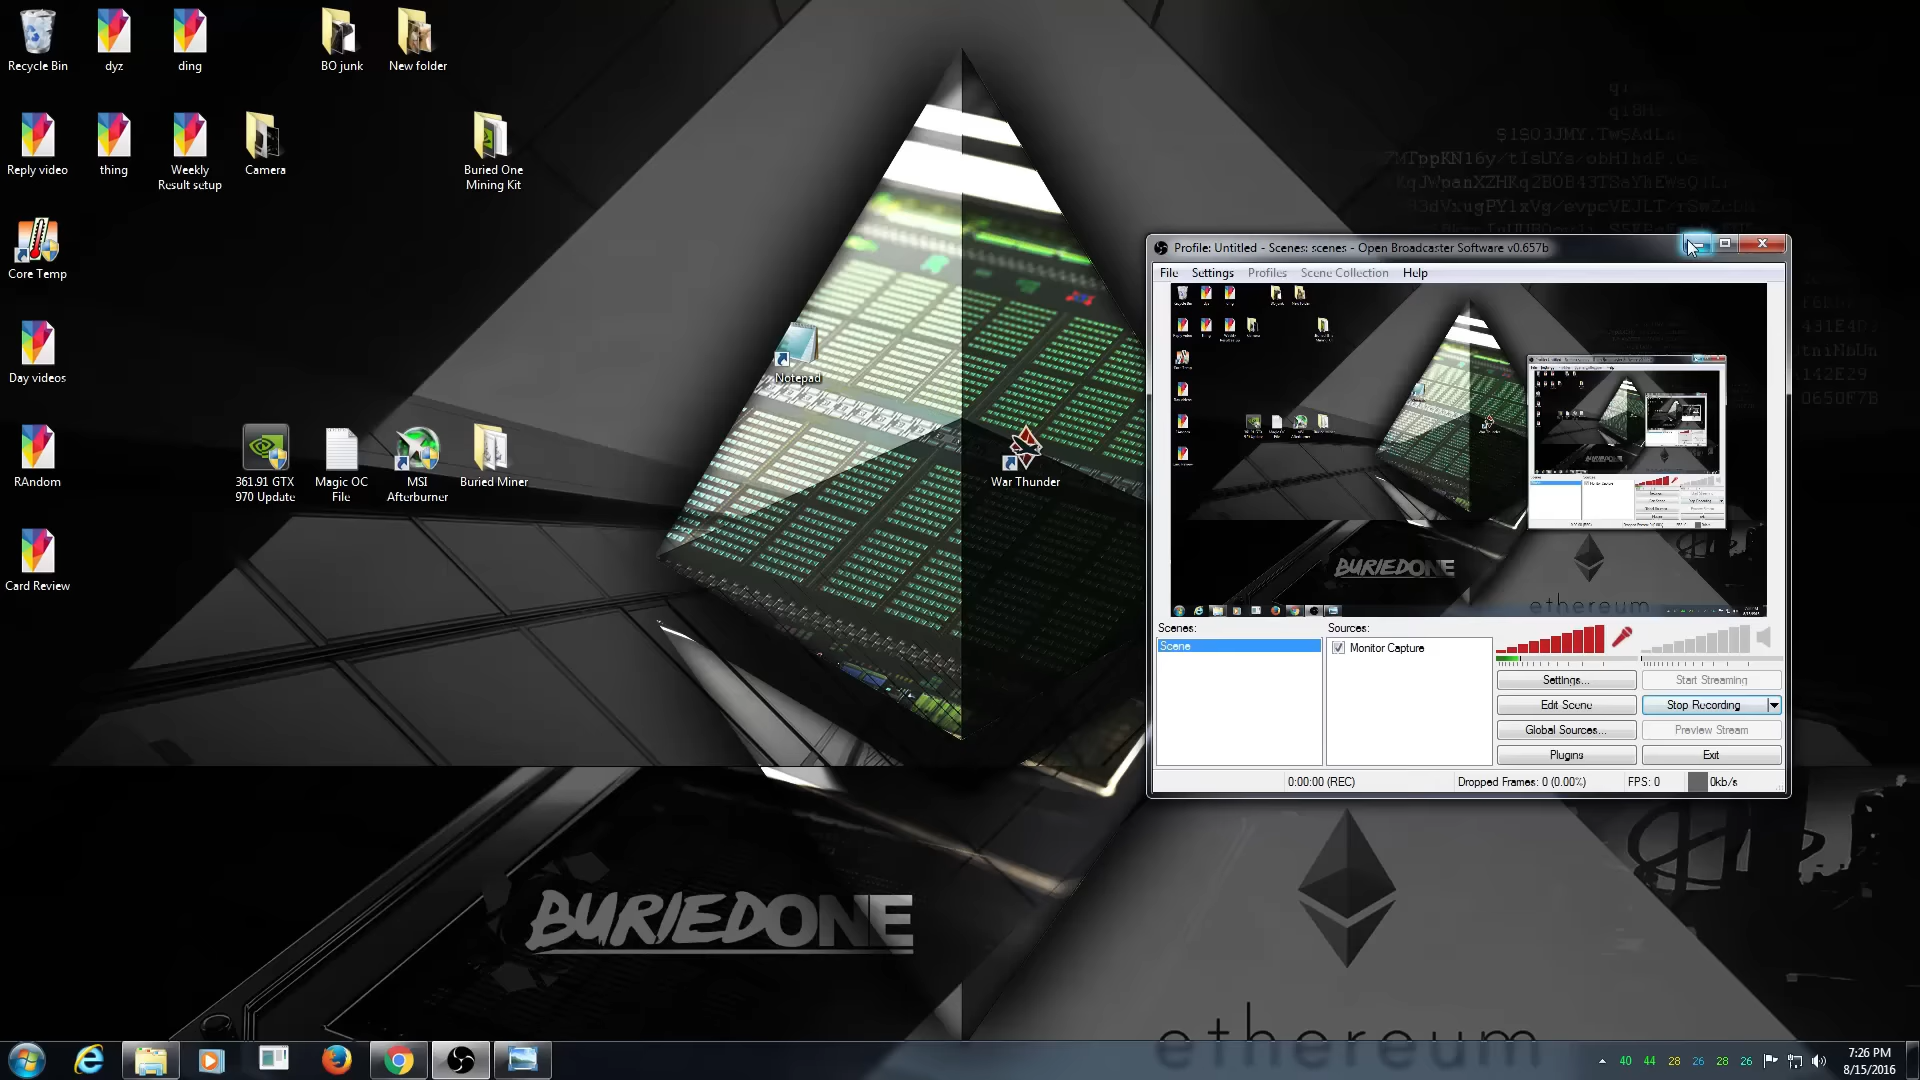 Recycle Bin
dyz
ding
BO junk
New folder
Reply video
thing
Weekly
Result setup
Camera
Buried One
Mining Kit
Core Temp
Day videos
Notepad
RAndom
361.91 GTX
970 Update
Magic OC
File
MSI
Afterburner
Buried Miner
War Thunder
Card Review
Profile: Untitled - Scenes: scenes - Open Broadcaster Software v0.657b
File Settings Profiles Scene Collection Help
Scenes:
Sources:
Scene
Monitor Capture
Settings...
Start Streaming
Edit Scene
Stop Recording
Global Sources...
Preview Stream
Plugins
Exit
0:00:00 (REC)
Dropped Frames: 0 (0.00%)
FPS: 0
0kb/s
BURIEDONE
ethereum
40 44 28 26 28 26
7:26 PM
8/15/2016